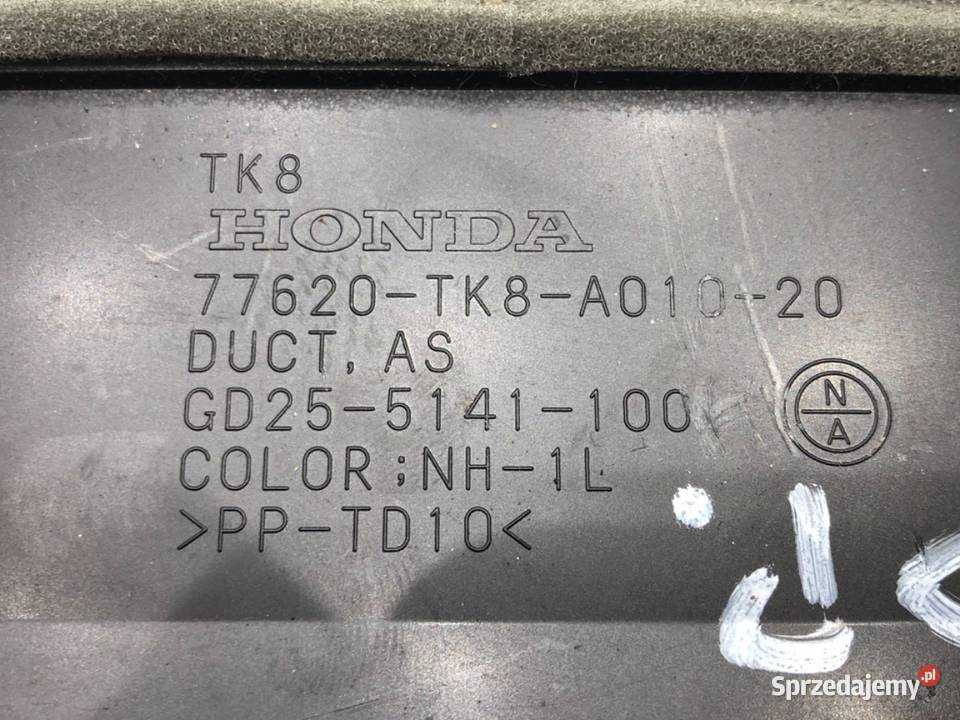 TK8
HONDA
77620-TK8-A010-20
DUCT, AS
GD25-5141-100
N
A
COLOR;NH-1L
>PP-TD10<
Sprzedajemy.pl